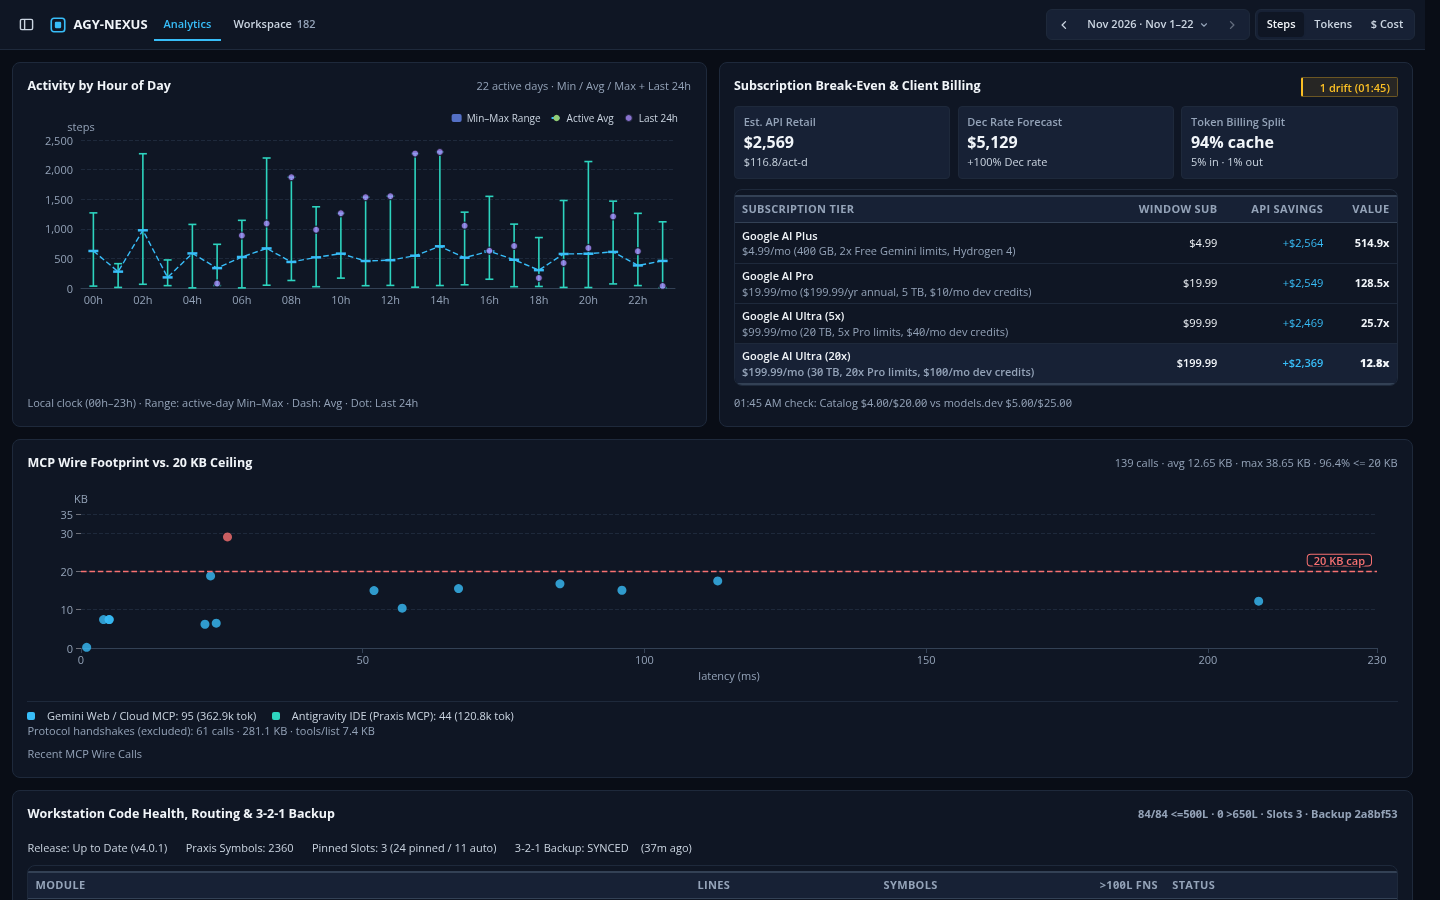 AGY-NEXUS Analytics Workspace 182 Nov 2026 · Nov 1–22 Steps Tokens $ Cost
Activity by Hour of Day
22 active days · Min / Avg / Max + Last 24h
Min–Max Range Active Avg Last 24h
steps
2,500
2,000
1,500
1,000
500
0
00h 02h 04h 06h 08h 10h 12h 14h 16h 18h 20h 22h
Local clock (00h–23h) · Range: active-day Min–Max · Dash: Avg · Dot: Last 24h
Subscription Break-Even & Client Billing
1 drift (01:45)
Est. API Retail
$2,569
$116.8/act-d
Dec Rate Forecast
$5,129
+100% Dec rate
Token Billing Split
94% cache
5% in · 1% out
SUBSCRIPTION TIER WINDOW SUB API SAVINGS VALUE
Google AI Plus
$4.99/mo (400 GB, 2x Free Gemini limits, Hydrogen 4)
$4.99 +$2,564 514.9x
Google AI Pro
$19.99/mo ($199.99/yr annual, 5 TB, $10/mo dev credits)
$19.99 +$2,549 128.5x
Google AI Ultra (5x)
$99.99/mo (20 TB, 5x Pro limits, $40/mo dev credits)
$99.99 +$2,469 25.7x
Google AI Ultra (20x)
$199.99/mo (30 TB, 20x Pro limits, $100/mo dev credits)
$199.99 +$2,369 12.8x
01:45 AM check: Catalog $4.00/$20.00 vs models.dev $5.00/$25.00
MCP Wire Footprint vs. 20 KB Ceiling
139 calls · avg 12.65 KB · max 38.65 KB · 96.4% <= 20 KB
KB
35
30
20
10
0
20 KB cap
0 50 100 150 200 230
latency (ms)
Gemini Web / Cloud MCP: 95 (362.9k tok) Antigravity IDE (Praxis MCP): 44 (120.8k tok)
Protocol handshakes (excluded): 61 calls · 281.1 KB · tools/list 7.4 KB
Recent MCP Wire Calls
Workstation Code Health, Routing & 3-2-1 Backup
84/84 <=500L · 0 >650L · Slots 3 · Backup 2a8bf53
Release: Up to Date (v4.0.1) Praxis Symbols: 2360 Pinned Slots: 3 (24 pinned / 11 auto) 3-2-1 Backup: SYNCED (37m ago)
MODULE LINES SYMBOLS >100L FNS STATUS